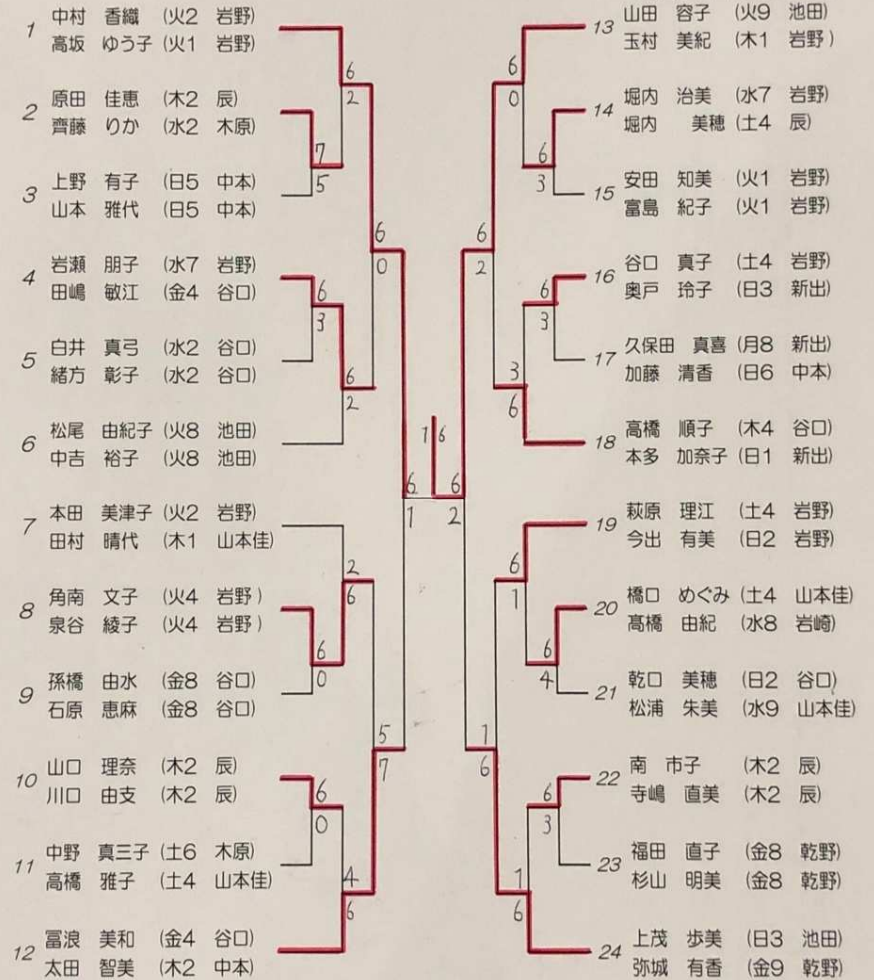 1 中村 香織 (火2 岩野)
高坂 ゆう子 (火1 岩野)
2 原田 佳恵 (木2 辰)
齊藤 りか (水2 木原)
3 上野 有子 (日5 中本)
山本 雅代 (日5 中本)
4 岩瀬 朋子 (水7 岩野)
田嶋 敏江 (金4 谷口)
5 白井 真弓 (水2 谷口)
緒方 彰子 (水2 谷口)
6 松尾 由紀子 (火8 池田)
中吉 裕子 (火8 池田)
7 本田 美津子 (火2 岩野)
田村 晴代 (木1 山本佳)
8 角南 文子 (火4 岩野)
泉谷 綾子 (火4 岩野)
9 孫橋 由水 (金8 谷口)
石原 恵麻 (金8 谷口)
10 山口 理奈 (木2 辰)
川口 由支 (木2 辰)
11 中野 真三子 (土6 木原)
高橋 雅子 (土4 山本佳)
12 冨浪 美和 (金4 谷口)
太田 智美 (木2 中本)
6
2
7
5
6
0
6
3
6
2
6
1
2
6
6
0
5
7
6
0
4
6
1 6
6
2
6
0
6
3
6
2
6
3
3
6
6
1
6
4
1
6
6
3
1
6
13 山田 容子 (火9 池田)
玉村 美紀 (木1 岩野)
14 堀内 治美 (水7 岩野)
堀内 美穂 (土4 辰)
15 安田 知美 (火1 岩野)
富島 紀子 (火1 岩野)
16 谷口 真子 (土4 岩野)
奥戸 玲子 (日3 新出)
17 久保田 真喜 (月8 新出)
加藤 清香 (日6 中本)
18 高橋 順子 (木4 谷口)
本多 加奈子 (日1 新出)
19 萩原 理江 (土4 岩野)
今出 有美 (日2 岩野)
20 橋口 めぐみ (土4 山本佳)
髙橋 由紀 (水8 岩崎)
21 乾口 美穂 (日2 谷口)
松浦 朱美 (水9 山本佳)
22 南 市子 (木2 辰)
寺嶋 直美 (木2 辰)
23 福田 直子 (金8 乾野)
杉山 明美 (金8 乾野)
24 上茂 歩美 (日3 池田)
弥城 有香 (金9 乾野)